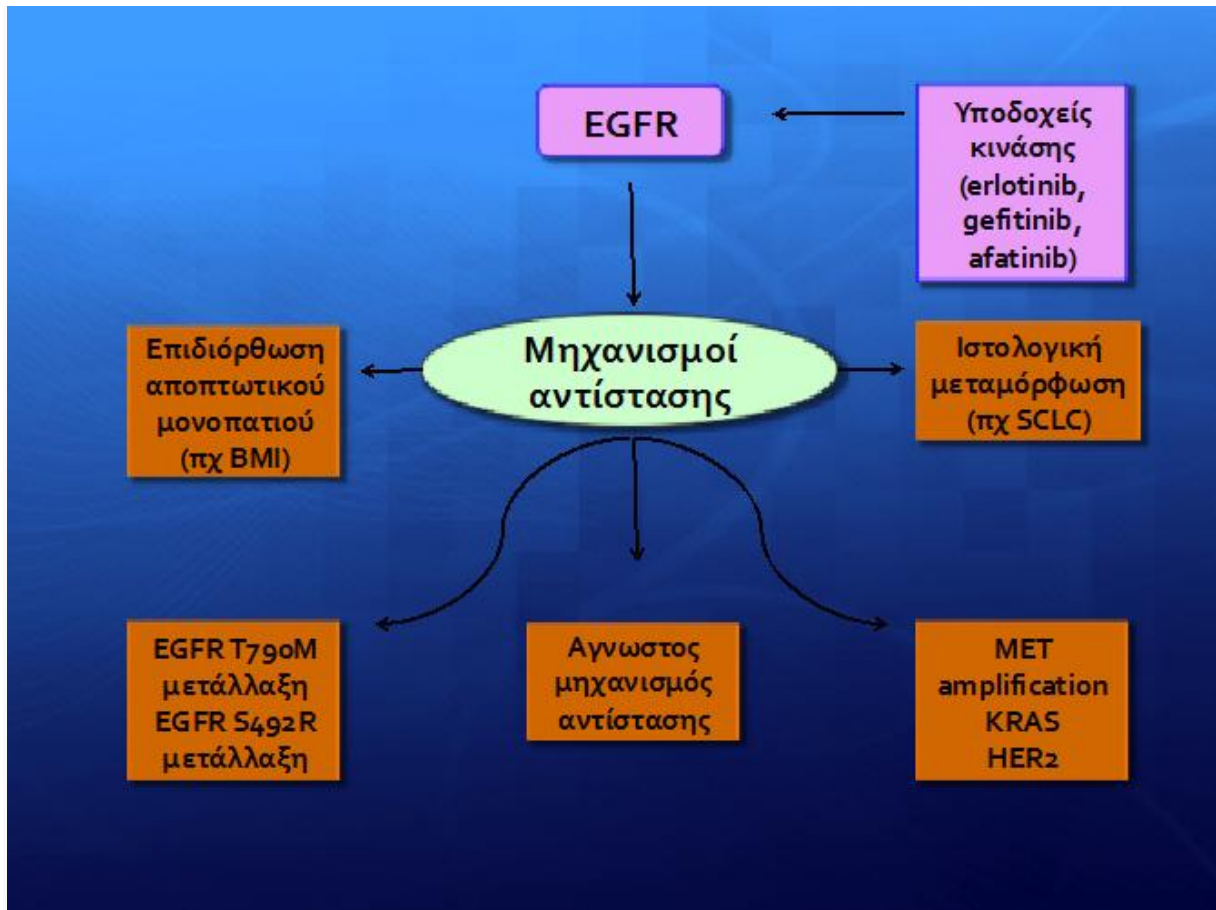 EGFR
Υποδοχείς
κινάσης
(erlotinib,
gefitinib,
afatinib)
Επιδιόρθωση
αποπτωτικού
μονοπατιού
(πχ BMI)
Μηχανισμοί
αντίστασης
Ιστολογική
μεταμόρφωση
(πχ SCLC)
EGFR T790M
μετάλλαξη
EGFR S492R
μετάλλαξη
Αγνωστος
μηχανισμός
αντίστασης
MET
amplification
KRAS
HER2